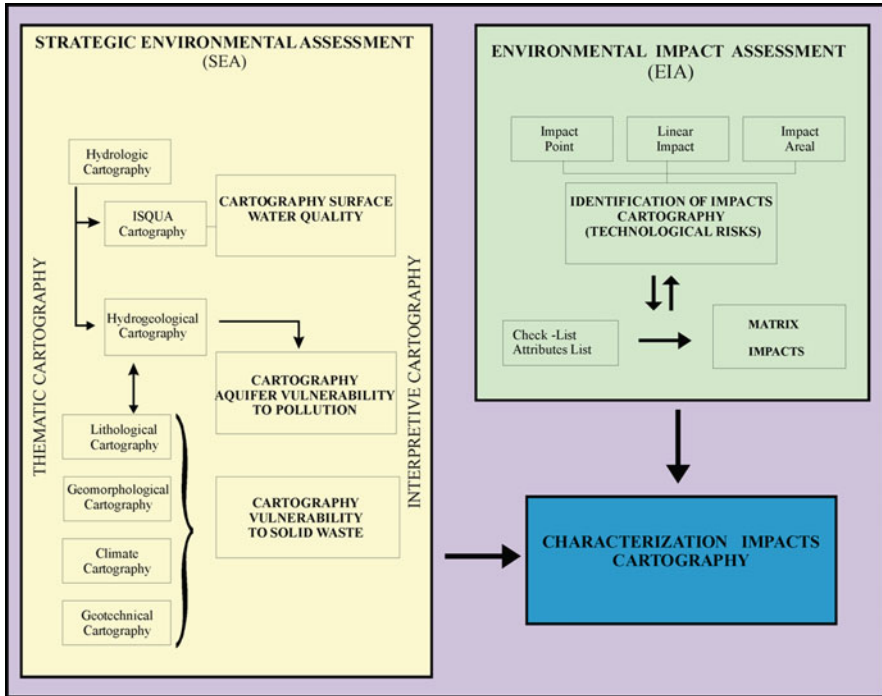 STRATEGIC ENVIRONMENTAL ASSESSMENT
(SEA)
THEMATIC CARTOGRAPHY
Hydrologic
Cartography
ISQUA
Cartography
CARTOGRAPHY SURFACE
WATER QUALITY
Hydrogeological
Cartography
CARTOGRAPHY
AQUIFER VULNERABILITY
TO POLLUTION
Lithological
Cartography
Geomorphological
Cartography
CARTOGRAPHY
VULNERABILITY
TO SOLID WASTE
Climate
Cartography
Geotechnical
Cartography
INTERPRETIVE CARTOGRAPHY
ENVIRONMENTAL IMPACT ASSESSMENT
(EIA)
Impact
Point
Linear
Impact
Impact
Areal
IDENTIFICATION OF IMPACTS
CARTOGRAPHY
(TECHNOLOGICAL RISKS)
Check -List
Attributes List
MATRIX
IMPACTS
CHARACTERIZATION IMPACTS
CARTOGRAPHY